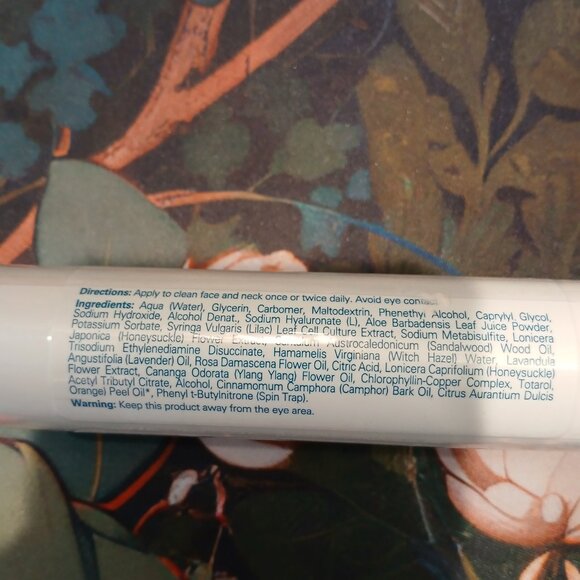 Directions: Apply to clean face and neck once or twice daily. Avoid eye contact
Ingredients: Aqua (Water), Glycerin, Carbomer, Maltodextrin, Phenethyl Alcohol, Caprylyl Glycol,
Sodium Hydroxide, Alcohol Denat., Sodium Hyaluronate (L), Aloe Barbadensis Leaf Juice Powder,
Potassium Sorbate, Syringa Vulgaris (Lilac) Leaf Cell Culture Extract, Sodium Metabisulfite, Lonicera
Japonica (Honeysuckle) Flower Extract, Austrocaledonicum (Sandalwood) Wood Oil,
Trisodium Ethylenediamine Disuccinate, Hamamelis Virginiana (Witch Hazel) Water, Lavandula
Angustifolia (Lavender) Oil, Rosa Damascena Flower Oil, Citric Acid, Lonicera Caprifolium (Honeysuckle)
Flower Extract, Cananga Odorata (Ylang Ylang) Flower Oil, Chlorophyllin-Copper Complex, Totarol,
Acetyl Tributyl Citrate, Alcohol, Cinnamomum Camphora (Camphor) Bark Oil, Citrus Aurantium Dulcis
Orange) Peel Oil*, Phenyl t-Butylnitrone (Spin Trap).
Warning: Keep this product away from the eye area.